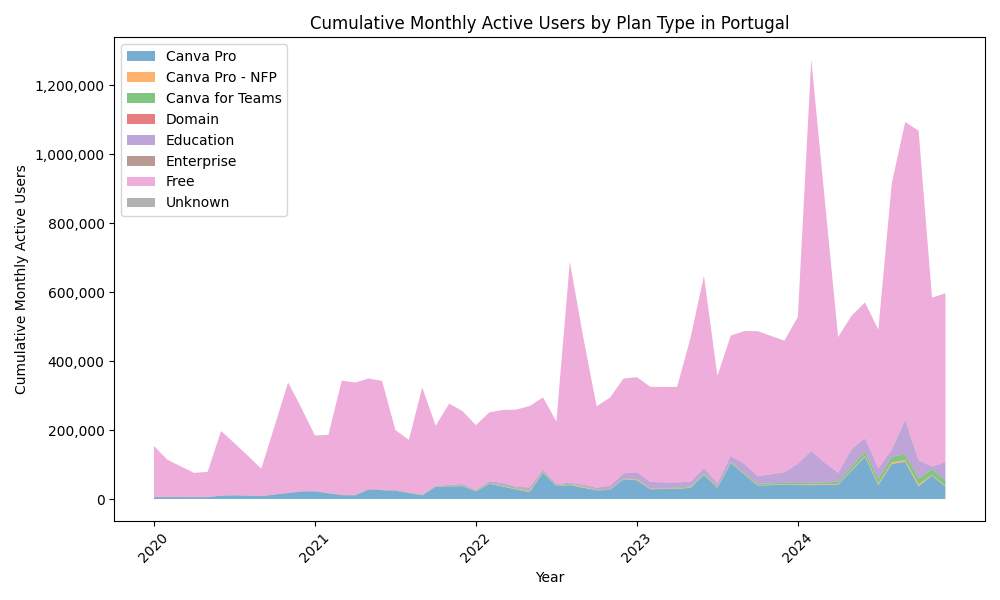 Cumulative Monthly Active Users by Plan Type in Portugal
Canva Pro
Canva Pro - NFP
Canva for Teams
Domain
Education
Enterprise
Free
Unknown
1,200,000
1,000,000
800,000
600,000
400,000
200,000
0
Cumulative Monthly Active Users
2020
2021
2022
2023
2024
Year